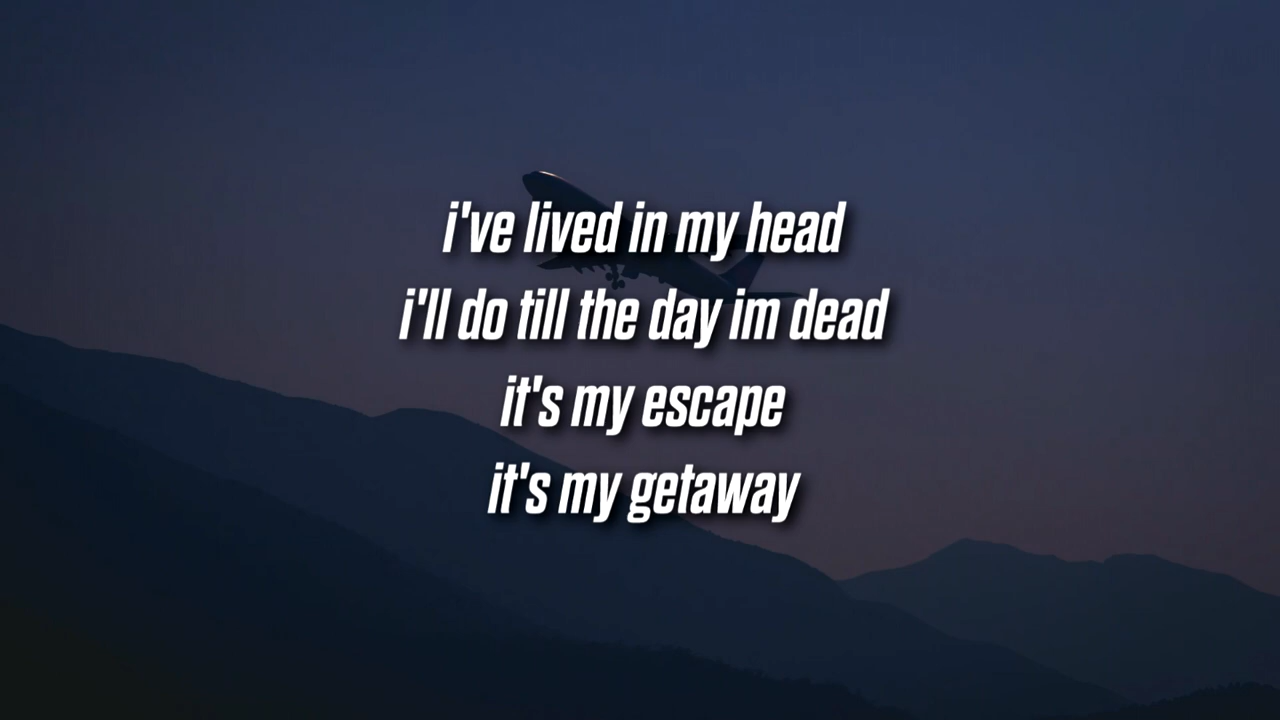 i've lived in my head
i'll do till the day im dead
it's my escape
it's my getaway